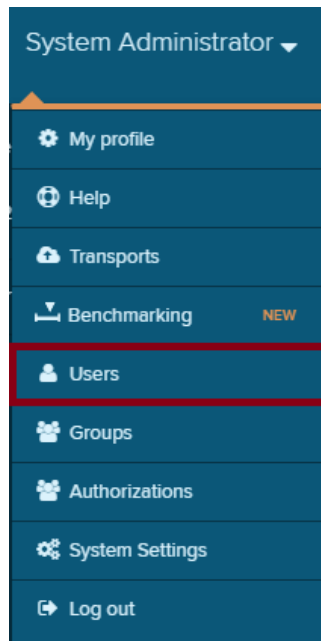 System Administrator
My profile
Help
Transports
Benchmarking NEW
Users
Groups
Authorizations
System Settings
Log out